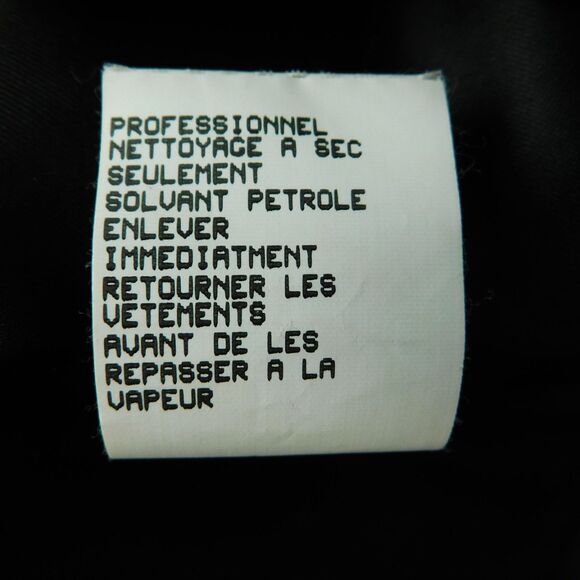 PROFESSIONNEL
NETTOYAGE A SEC
SEULEMENT
SOLVANT PETROLE
ENLEVER
IMMEDIATMENT
RETOURNER LES
VETEMENTS
AVANT DE LES
REPASSER A LA
VAPEUR